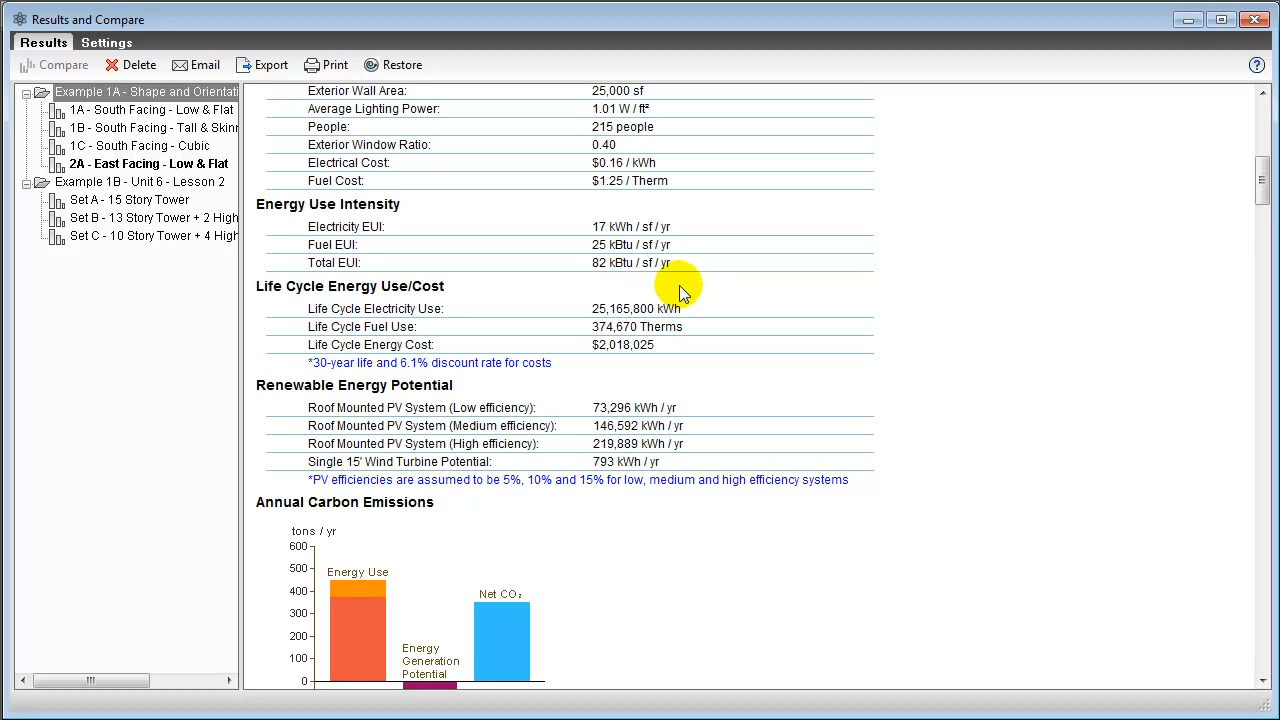 Results and Compare
Results Settings
Compare Delete Email Export Print Restore
Example 1A - Shape and Orientati
1A - South Facing - Low & Flat
1B - South Facing - Tall & Skinn
1C - South Facing - Cubic
2A - East Facing - Low & Flat
Example 1B - Unit 6 - Lesson 2
Set A - 15 Story Tower
Set B - 13 Story Tower + 2 High
Set C - 10 Story Tower + 4 High
Exterior Wall Area: 25,000 sf
Average Lighting Power: 1.01 W / ft²
People: 215 people
Exterior Window Ratio: 0.40
Electrical Cost: $0.16 / kWh
Fuel Cost: $1.25 / Therm
Energy Use Intensity
Electricity EUI: 17 kWh / sf / yr
Fuel EUI: 25 kBtu / sf / yr
Total EUI: 82 kBtu / sf / yr
Life Cycle Energy Use/Cost
Life Cycle Electricity Use: 25,165,800 kWh
Life Cycle Fuel Use: 374,670 Therms
Life Cycle Energy Cost: $2,018,025
*30-year life and 6.1% discount rate for costs
Renewable Energy Potential
Roof Mounted PV System (Low efficiency): 73,296 kWh / yr
Roof Mounted PV System (Medium efficiency): 146,592 kWh / yr
Roof Mounted PV System (High efficiency): 219,889 kWh / yr
Single 15' Wind Turbine Potential: 793 kWh / yr
*PV efficiencies are assumed to be 5%, 10% and 15% for low, medium and high efficiency systems
Annual Carbon Emissions
tons / yr
600
500
400
300
200
100
0
Energy Use
Energy
Generation
Potential
Net CO₂